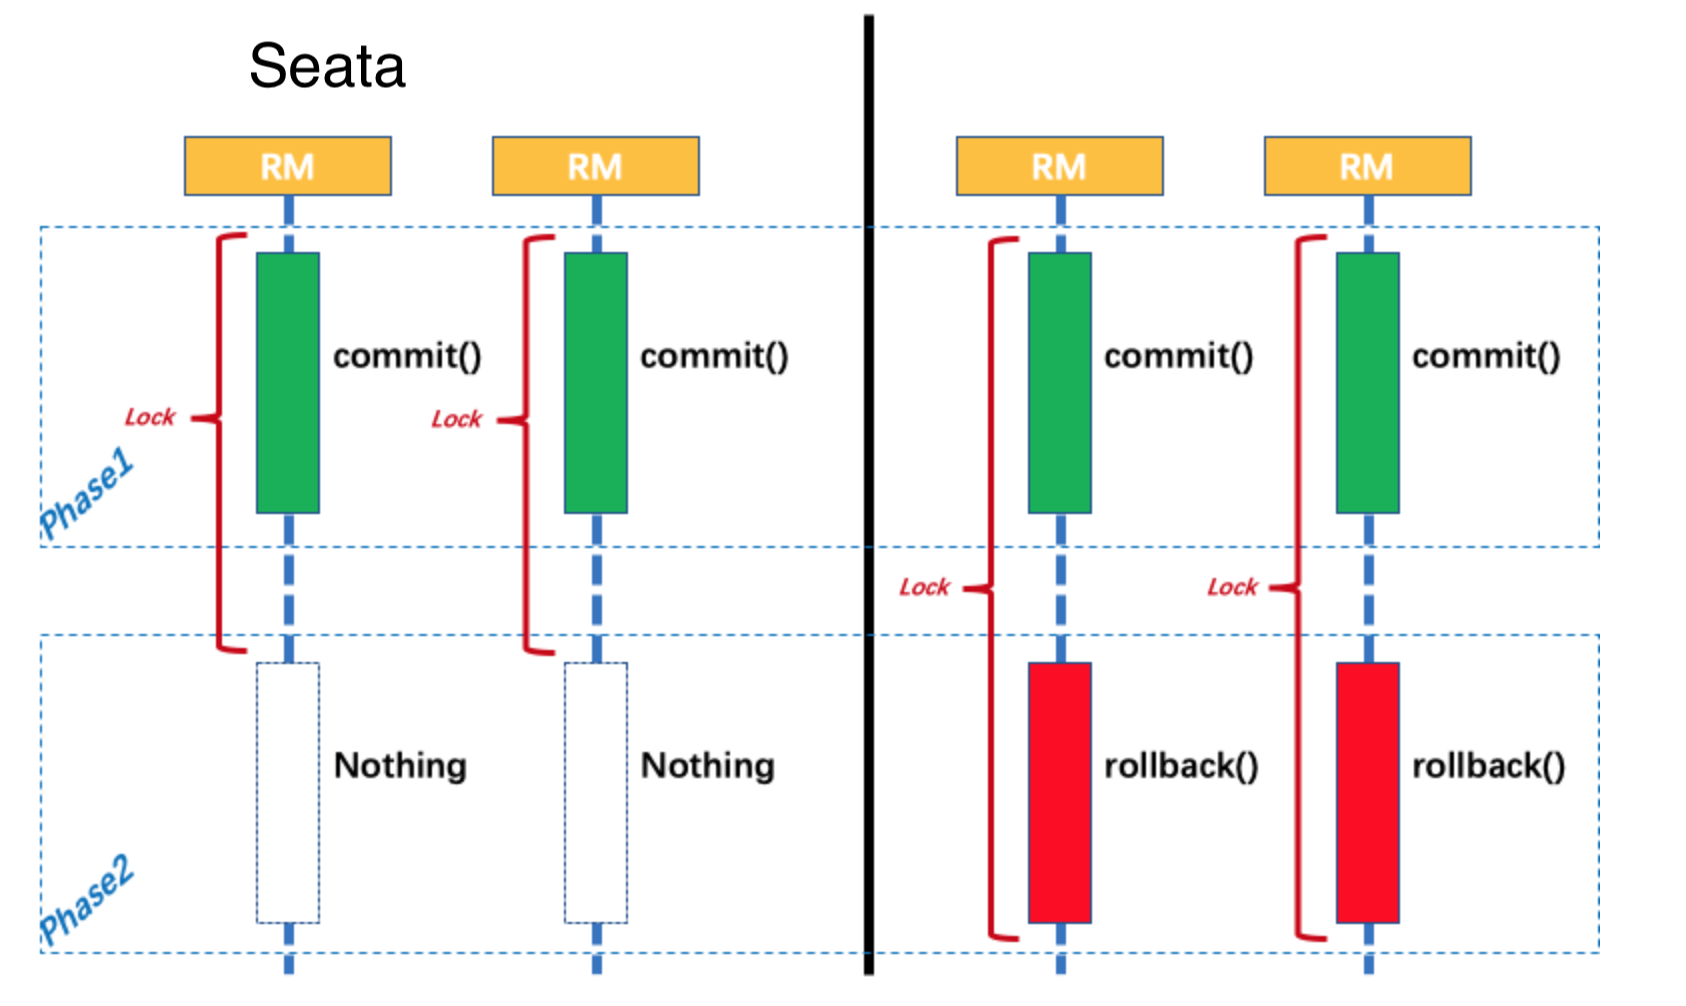 Seata
RM
RM
RM
RM
commit()
commit()
commit()
commit()
Lock
Lock
Phase1
Lock
Lock
Nothing
Nothing
rollback()
rollback()
Phase2